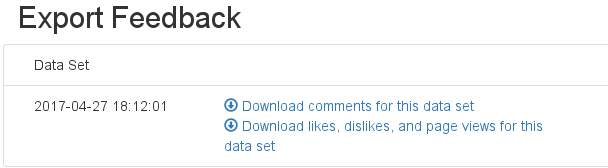 Export Feedback
Data Set
2017-04-27 18:12:01
Download comments for this data set
Download likes, dislikes, and page views for this
data set